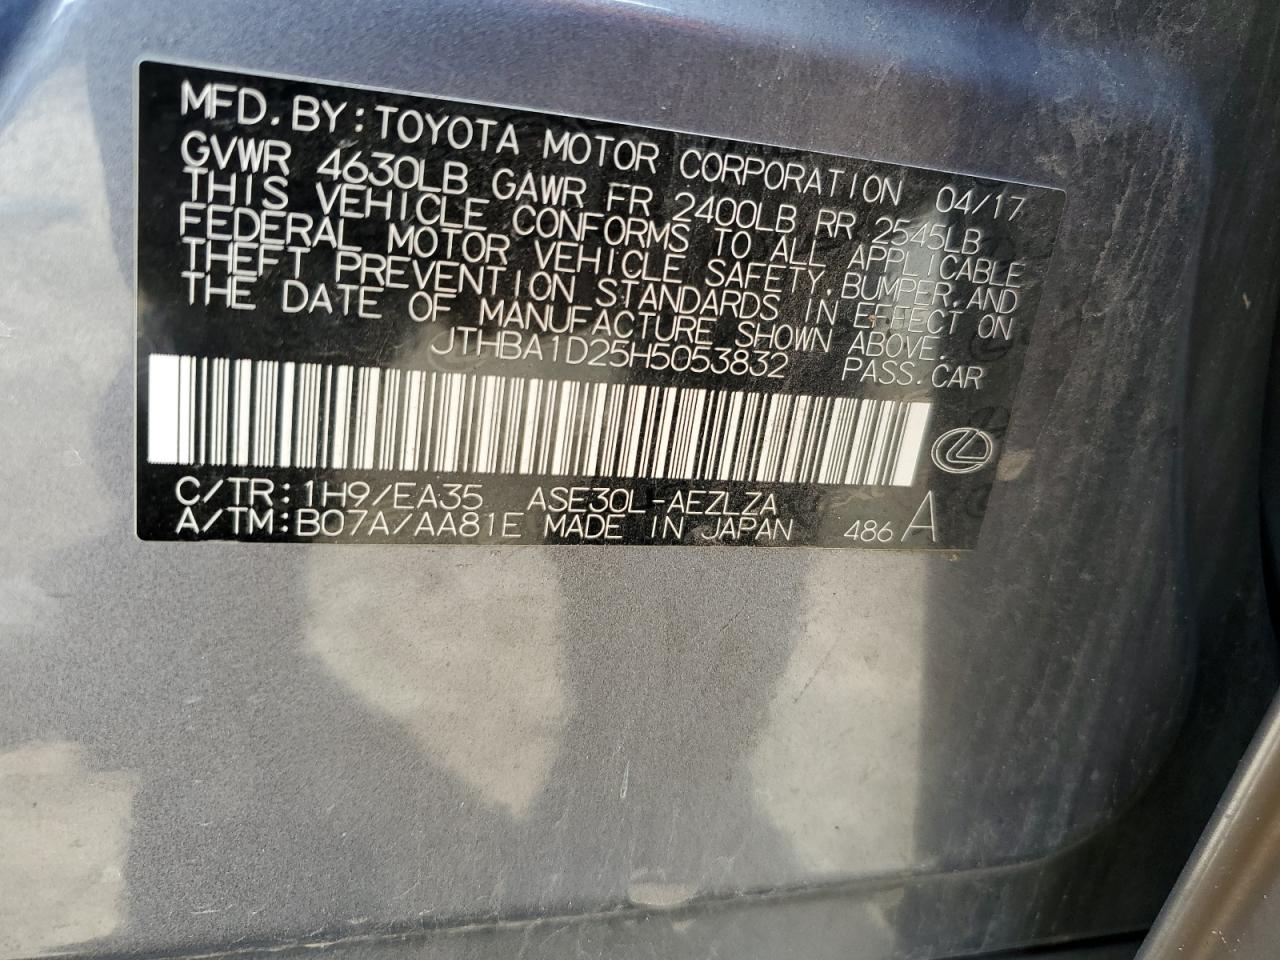 MFD. BY: TOYOTA MOTOR CORPORATION 04/17
GVWR 4630LB GAWR FR 2400LB RR 2545LB
THIS VEHICLE CONFORMS TO ALL APPLICABLE
FEDERAL MOTOR VEHICLE SAFETY, BUMPER, AND
THEFT PREVENTION STANDARDS IN EFFECT ON
THE DATE OF MANUFACTURE SHOWN ABOVE.
JTHBA1D25H5053832 PASS. CAR
C/TR: 1H9/EA35 ASE30L-AEZLZA
A/TM: B07A/AA81E MADE IN JAPAN 486 A